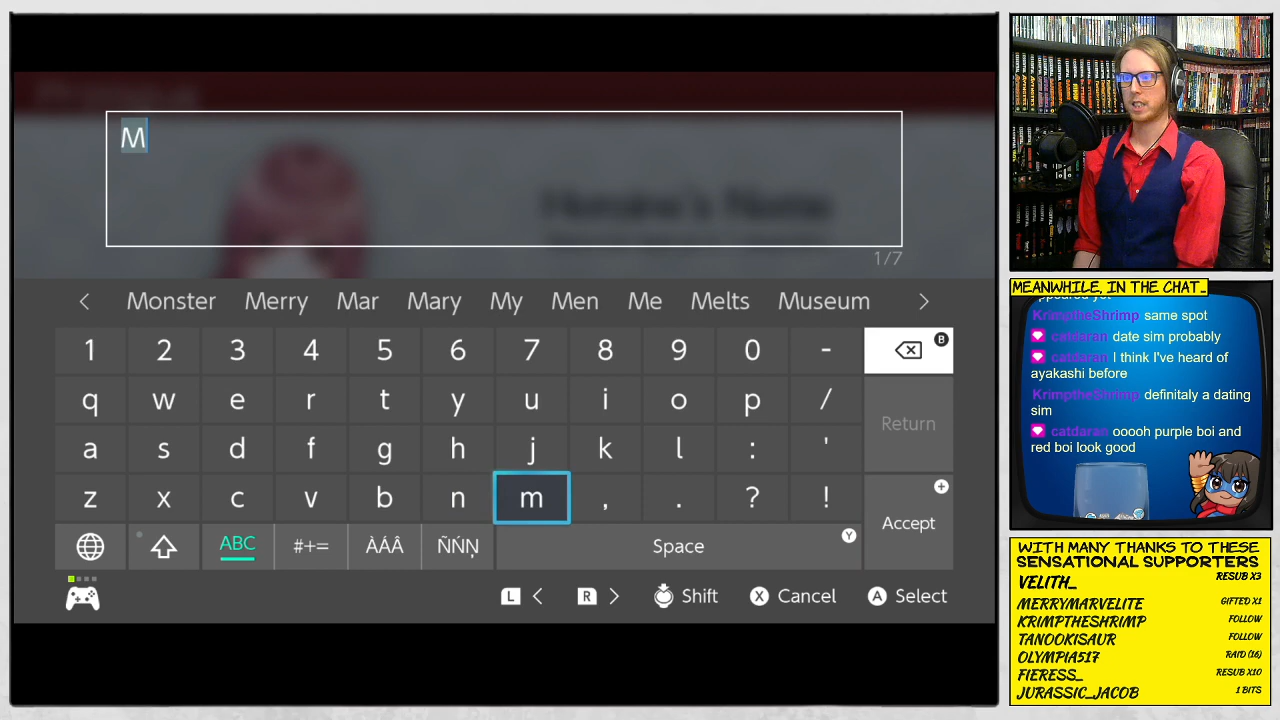 M
1/7
Monster Merry Mar Mary My Men Me Melts Museum
1 2 3 4 5 6 7 8 9 0 - B
q w e r t y u i o p /
Return
a s d f g h j k l : '
z x c v b n m , . ? ! +
Accept
ABC #+= ÀÁÂ ÑŃŅ Space Y
L < R > Shift X Cancel A Select
MEANWHILE, IN THE CHAT...
KrimptheShrimp same spot
catdaran date sim probably
catdaran I think I've heard of
ayakashi before
KrimptheShrimp definitaly a dating
sim
catdaran ooooh purple boi and
red boi look good
WITH MANY THANKS TO THESE
SENSATIONAL SUPPORTERS
VELITH_ RESUB X3
MERRYMARVELITE GIFTED X1
KRIMPTHESHRIMP FOLLOW
TANOOKISAUR FOLLOW
OLYMPIA517 RAID (16)
FIERESS_ RESUB X10
JURASSIC_JACOB 1 BITS